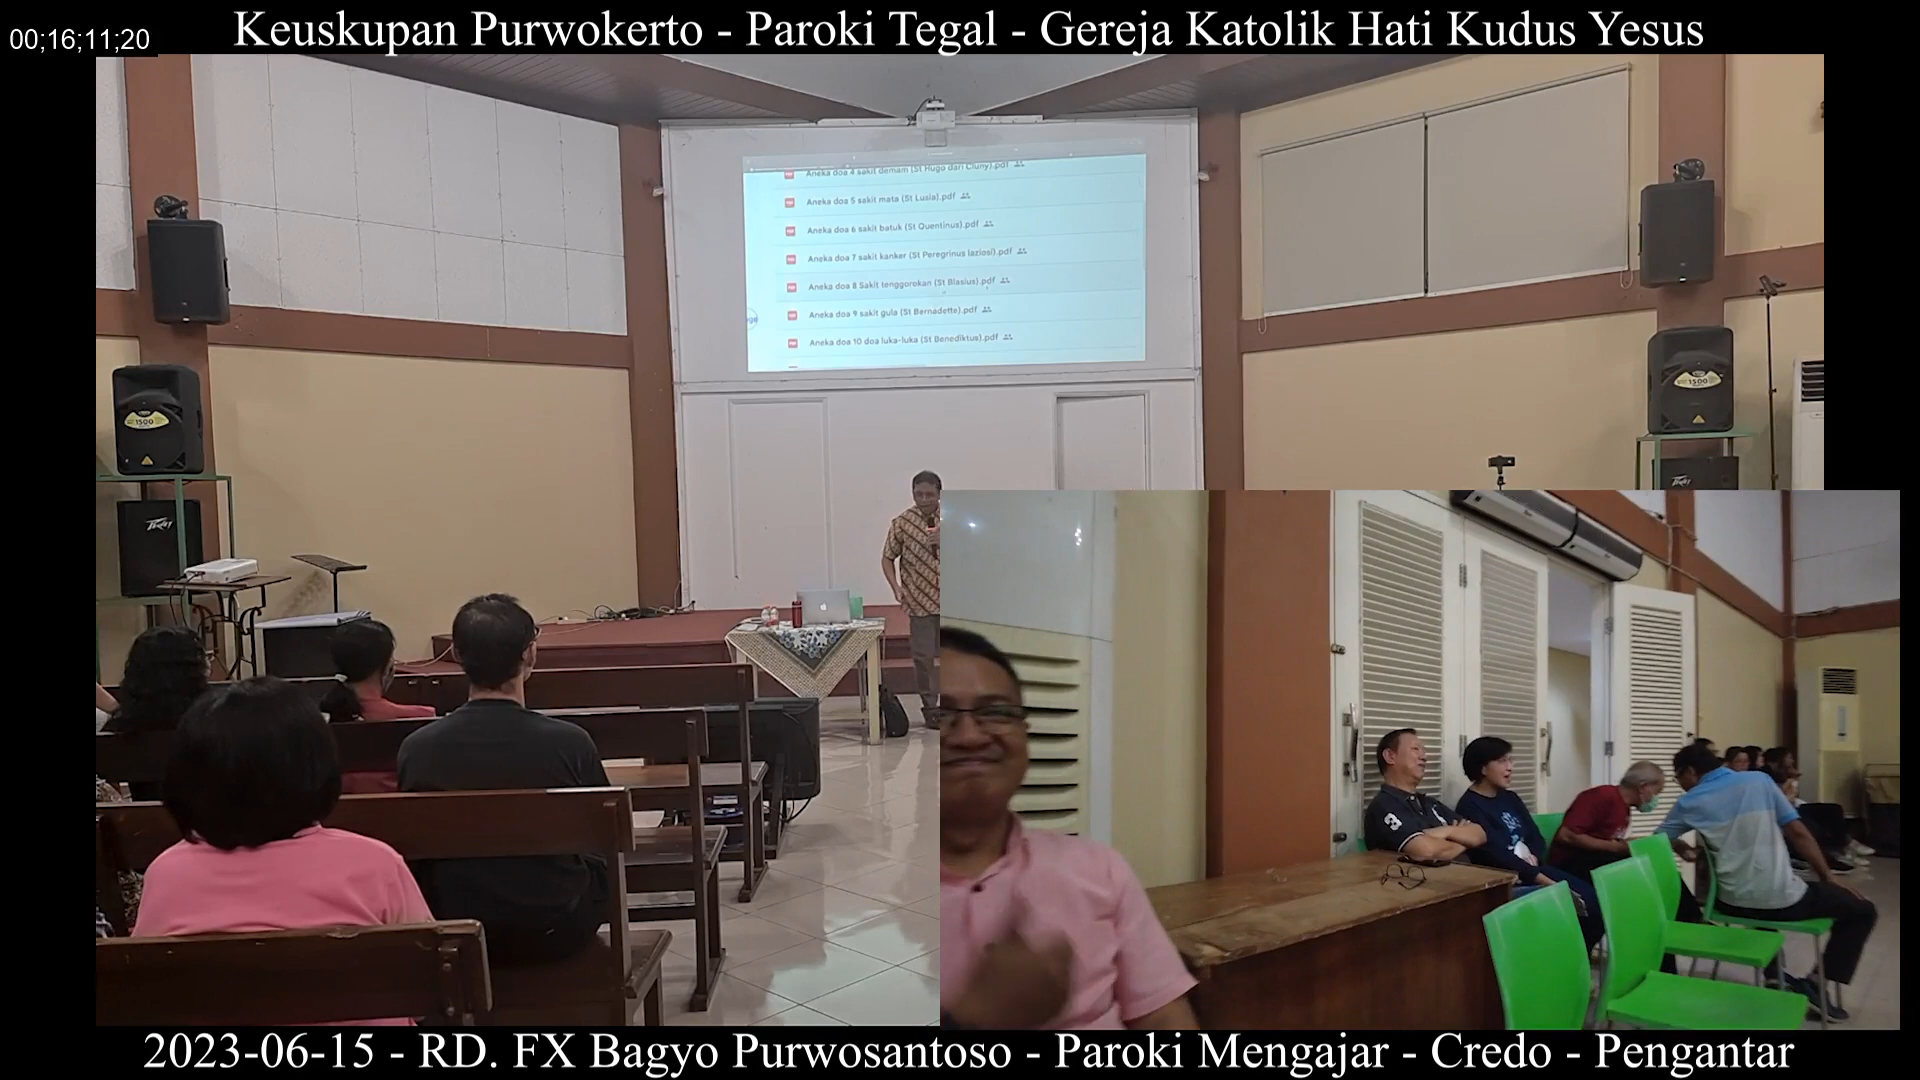 00;16;11;20
Keuskupan Purwokerto - Paroki Tegal - Gereja Katolik Hati Kudus Yesus
Aneka doa 4 sakit demam (St Hugo dari Cluny).pdf
Aneka doa 5 sakit mata (St Lusia).pdf
Aneka doa 6 sakit batuk (St Quentinus).pdf
Aneka doa 7 sakit kanker (St Peregrinus laziosi).pdf
Aneka doa 8 Sakit tenggorokan (St Blasius).pdf
Aneka doa 9 sakit gula (St Bernadette).pdf
Aneka doa 10 doa luka-luka (St Benediktus).pdf
1500
1500
Peavey
Peavey
3
2023-06-15 - RD. FX Bagyo Purwosantoso - Paroki Mengajar - Credo - Pengantar